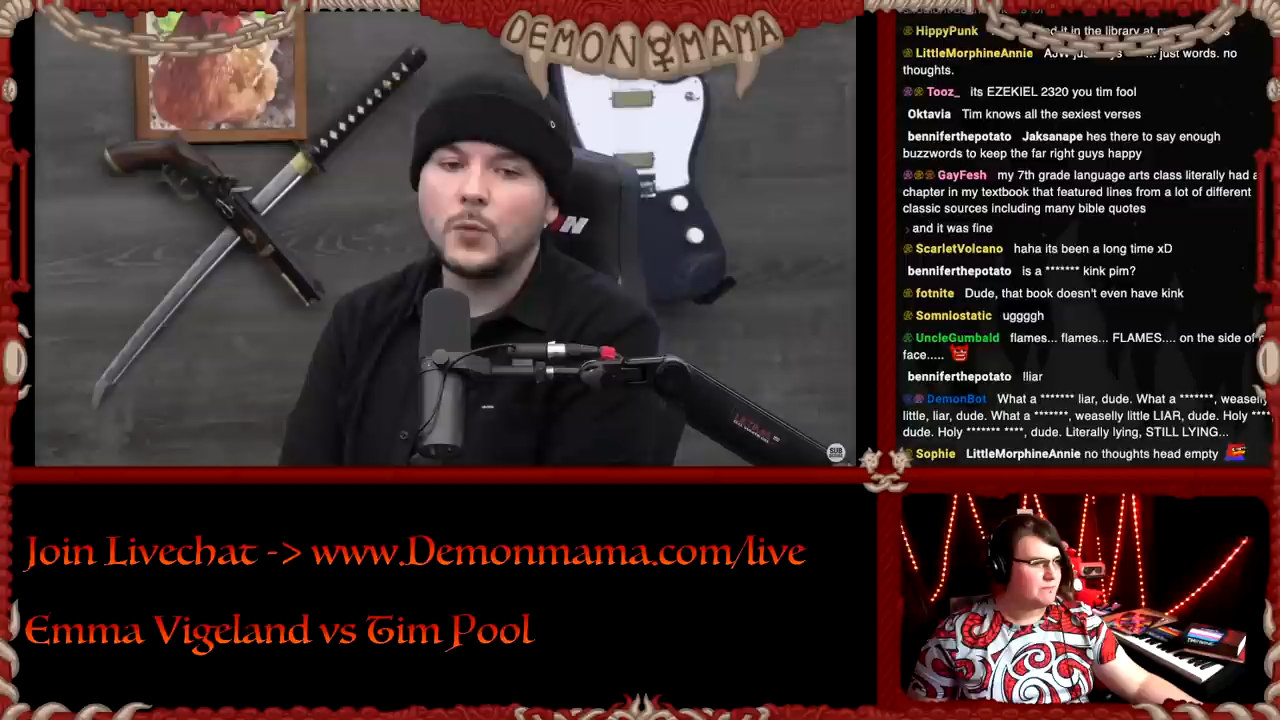 DEMON MAMA
HippyPunk it in the library at
LittleMorphineAnnie just words. no
thoughts.
Tooz_ its EZEKIEL 2320 you tim fool
Oktavia Tim knows all the sexiest verses
benniferthepotato Jaksanape hes there to say enough
buzzwords to keep the far right guys happy
GayFesh my 7th grade language arts class literally had a
chapter in my textbook that featured lines from a lot of different
classic sources including many bible quotes
and it was fine
ScarletVolcano haha its been a long time xD
benniferthepotato is a ******* kink pim?
fotnite Dude, that book doesn't even have kink
Somniostatic uggggh
UncleGumbald flames... flames... FLAMES.... on the side of
face.....
benniferthepotato !liar
DemonBot What a ******* liar, dude. What a *******, weaselly
little, liar, dude. What a *******, weaselly little LIAR, dude. Holy ****
dude. Holy ******* ****, dude. Literally lying, STILL LYING...
Sophie LittleMorphineAnnie no thoughts head empty
SUB
Join Livechat -> www.Demonmama.com/live
Emma Vigeland vs Tim Pool